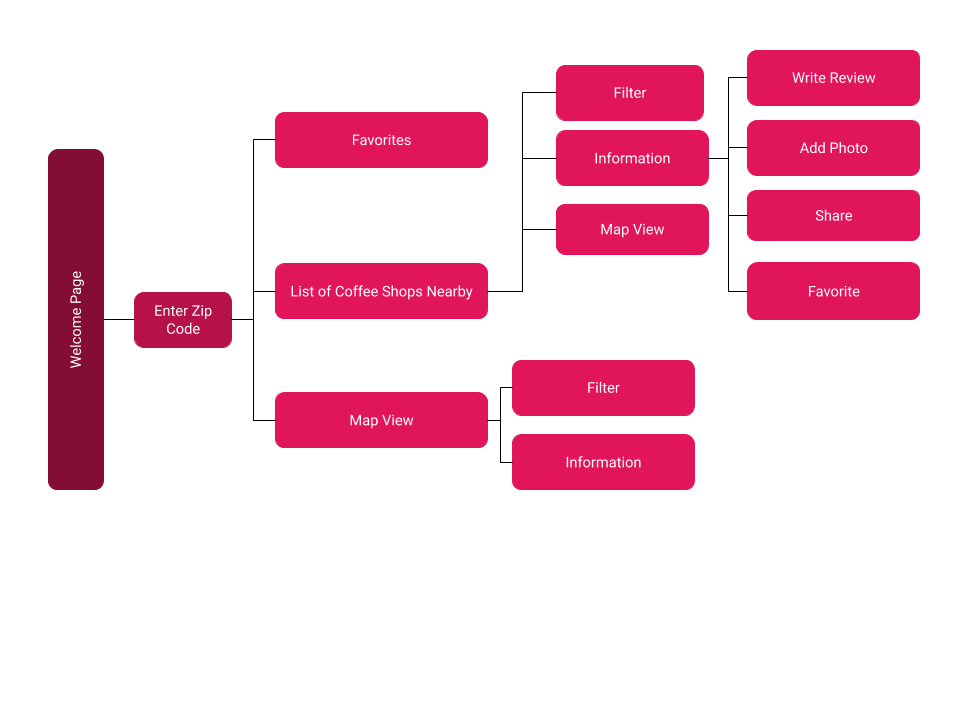 Welcome Page
Enter Zip
Code
Favorites
List of Coffee Shops Nearby
Map View
Filter
Information
Map View
Write Review
Add Photo
Share
Favorite
Filter
Information